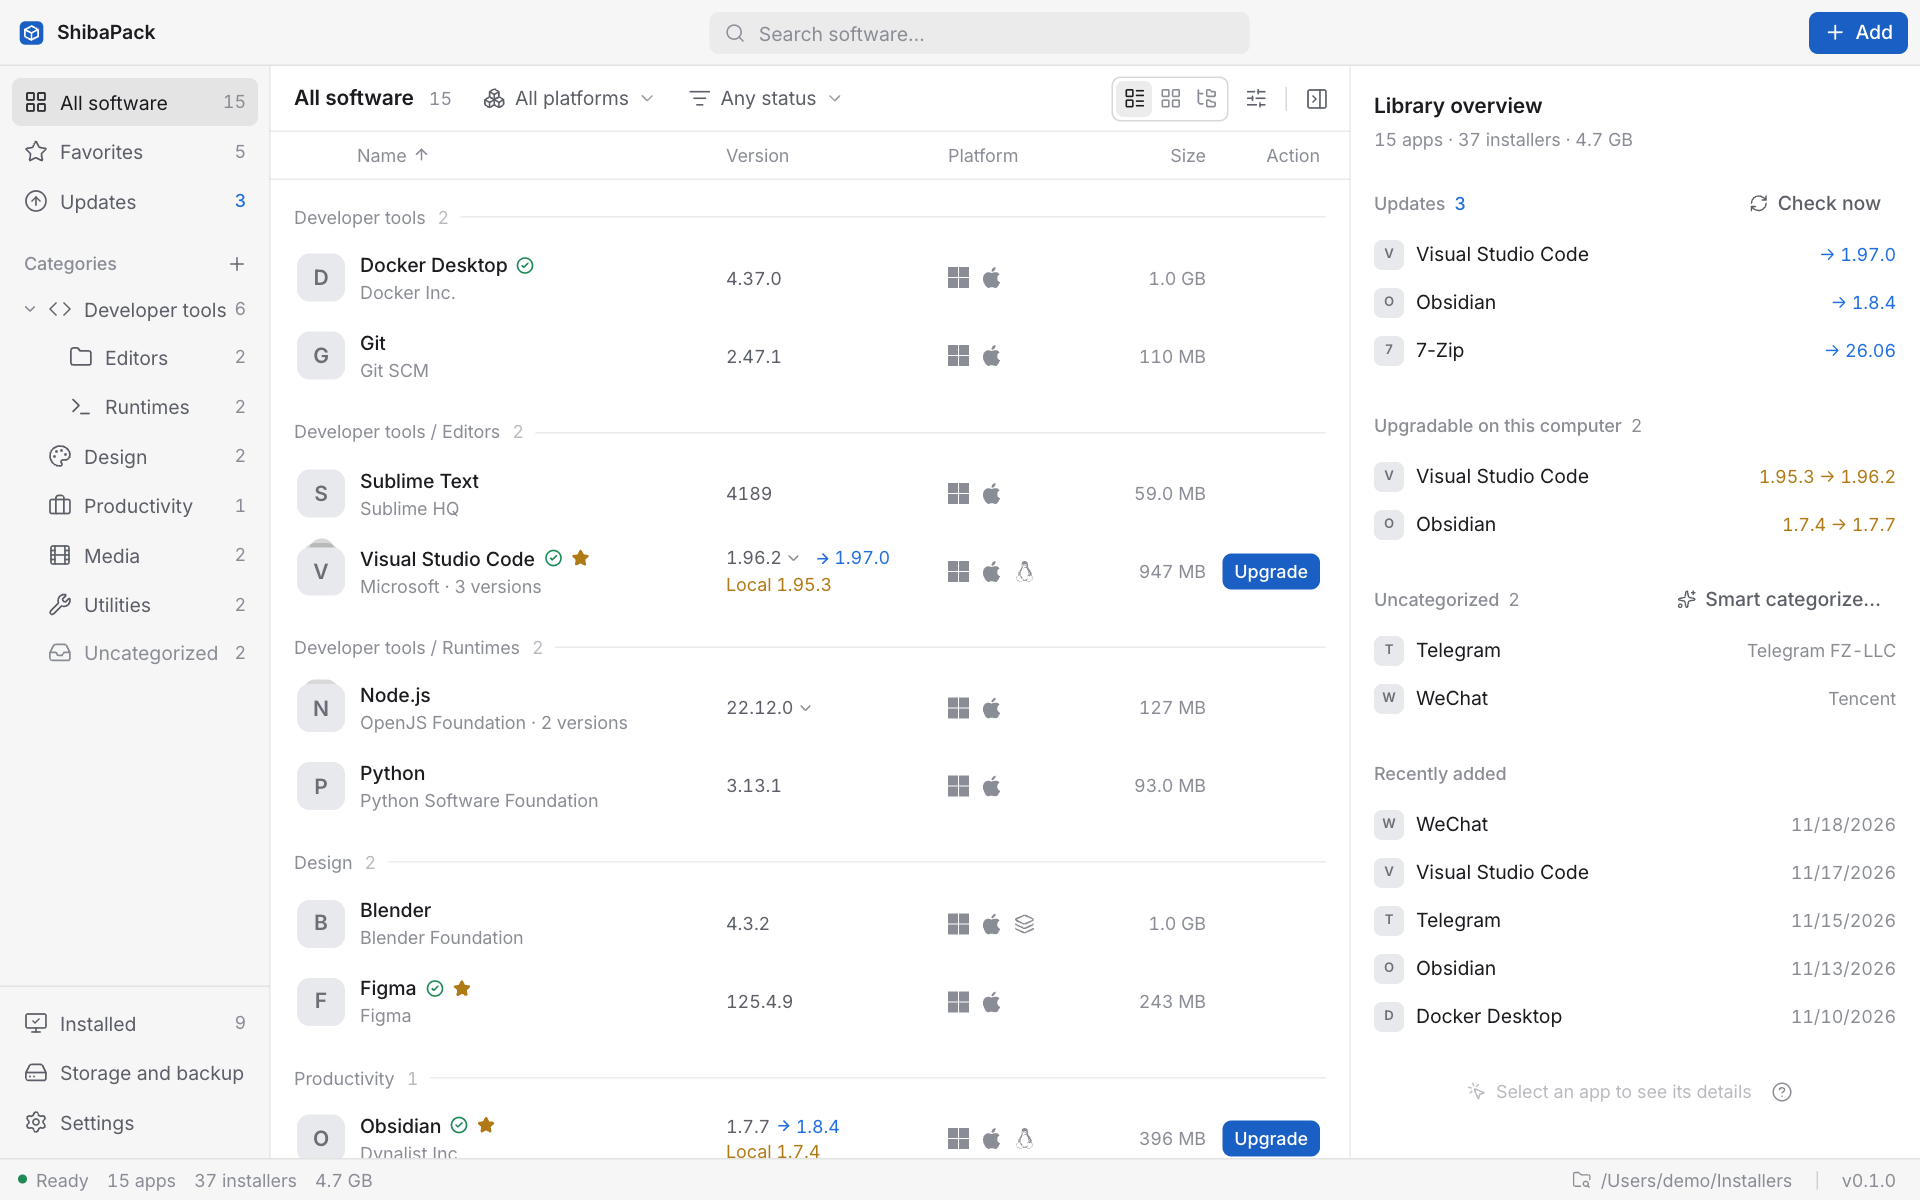 ShibaPack
Search software...
Add
All software 15
Favorites 5
Updates 3
Categories
Developer tools 6
Editors 2
Runtimes 2
Design 2
Productivity 1
Media 2
Utilities 2
Uncategorized 2
Installed 9
Storage and backup
Settings
All software 15 All platforms Any status
Name Version Platform Size Action
Developer tools 2
D Docker Desktop 4.37.0 1.0 GB
Docker Inc.
G Git 2.47.1 110 MB
Git SCM
Developer tools / Editors 2
S Sublime Text 4189 59.0 MB
Sublime HQ
V Visual Studio Code 1.96.2 → 1.97.0 947 MB Upgrade
Microsoft · 3 versions Local 1.95.3
Developer tools / Runtimes 2
N Node.js 22.12.0 127 MB
OpenJS Foundation · 2 versions
P Python 3.13.1 93.0 MB
Python Software Foundation
Design 2
B Blender 4.3.2 1.0 GB
Blender Foundation
F Figma 125.4.9 243 MB
Figma
Productivity 1
O Obsidian 1.7.7 → 1.8.4 396 MB Upgrade
Dynalist Inc. Local 1.7.4
Library overview
15 apps · 37 installers · 4.7 GB
Updates 3 Check now
V Visual Studio Code → 1.97.0
O Obsidian → 1.8.4
7 7-Zip → 26.06
Upgradable on this computer 2
V Visual Studio Code 1.95.3 → 1.96.2
O Obsidian 1.7.4 → 1.7.7
Uncategorized 2 Smart categorize...
T Telegram Telegram FZ-LLC
W WeChat Tencent
Recently added
W WeChat 11/18/2026
V Visual Studio Code 11/17/2026
T Telegram 11/15/2026
O Obsidian 11/13/2026
D Docker Desktop 11/10/2026
Select an app to see its details ?
Ready 15 apps 37 installers 4.7 GB /Users/demo/Installers v0.1.0